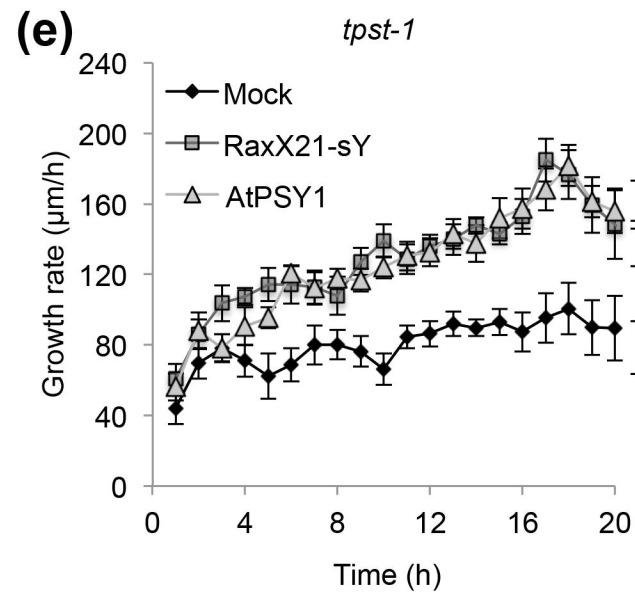 (e)
tpst-1
240
200
160
120
80
40
0
Growth rate (µm/h)
Mock
RaxX21-sY
AtPSY1
0 4 8 12 16 20
Time (h)